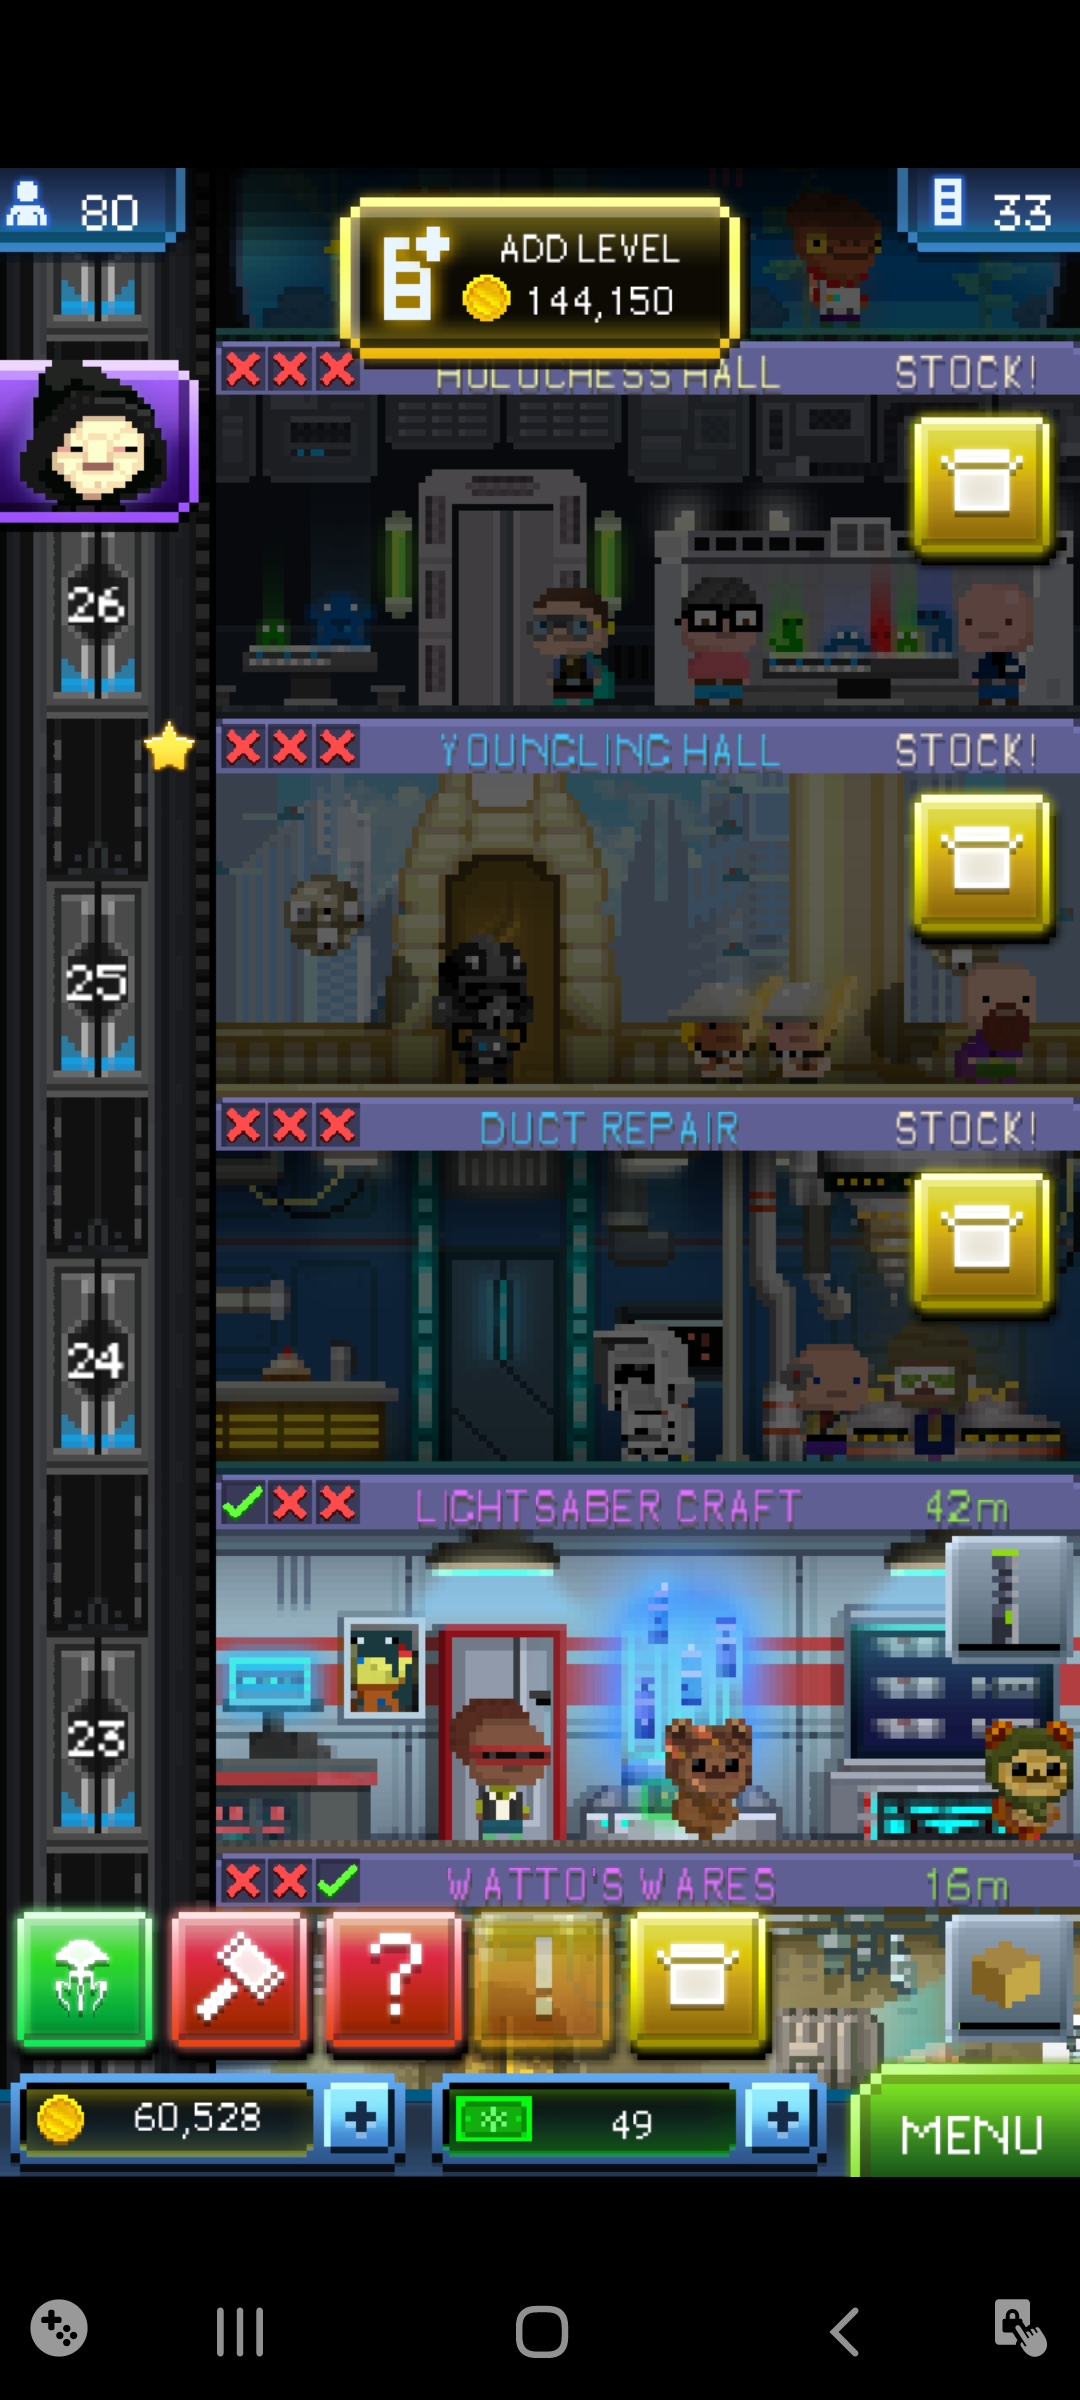 80
33
ADD LEVEL
144,150
HOLOCHESS HALL
STOCK!
26
YOUNGLING HALL
STOCK!
25
DUCT REPAIR
STOCK!
24
LIGHTSABER CRAFT
42m
23
WATTO'S WARES
16m
60,528
49
MENU